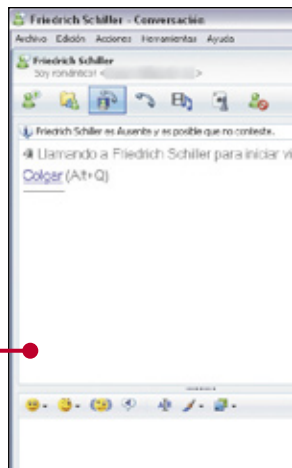 Friedrich Schiller - Conversación
Archivo Edición Acciones Herramientas Ayuda
Friedrich Schiller
Soy romántico! <
>
Friedrich Schiller es Ausente y es posible que no conteste.
Llamando a Friedrich Schiller para iniciar vi
Colgar (Alt+Q)